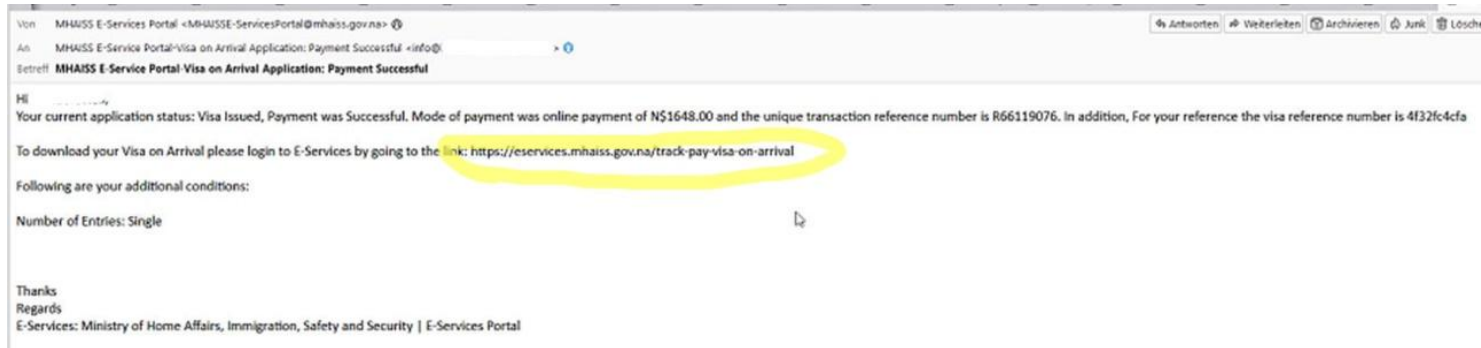 Von MHAISS E-Services Portal <MHAISSE-ServicesPortal@mhaiss.gov.na>
Antworten Weiterleiten Archivieren Junk Lösche
An MHAISS E-Service Portal-Visa on Arrival Application: Payment Successful <info@ >
Betreff MHAISS E-Service Portal-Visa on Arrival Application: Payment Successful
Hi
Your current application status: Visa Issued, Payment was Successful. Mode of payment was online payment of N$1648.00 and the unique transaction reference number is R66119076. In addition, For your reference the visa reference number is 4f32fc4cfa
To download your Visa on Arrival please login to E-Services by going to the link: https://eservices.mhaiss.gov.na/track-pay-visa-on-arrival
Following are your additional conditions:
Number of Entries: Single
Thanks
Regards
E-Services: Ministry of Home Affairs, Immigration, Safety and Security | E-Services Portal